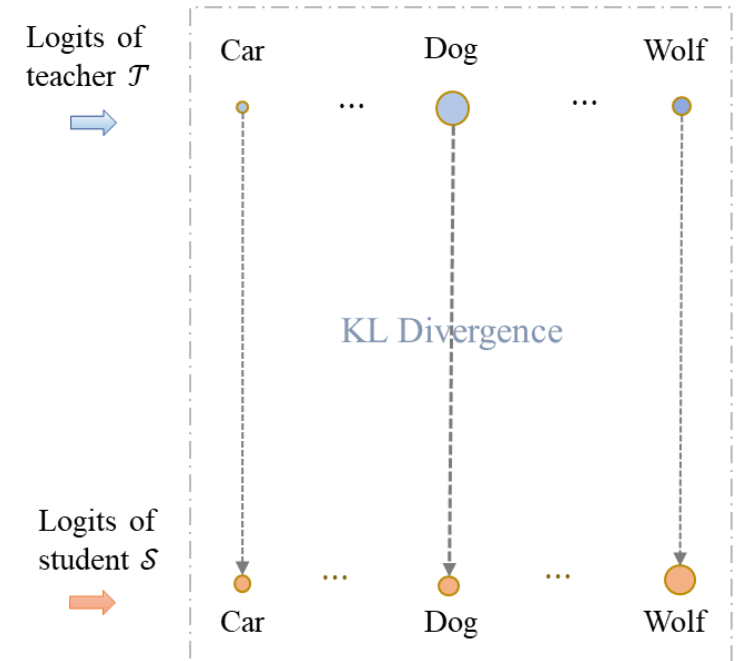 Logits of
teacher 𝒯
Car
Dog
Wolf
...
...
KL Divergence
Logits of
student 𝒮
...
...
Car
Dog
Wolf